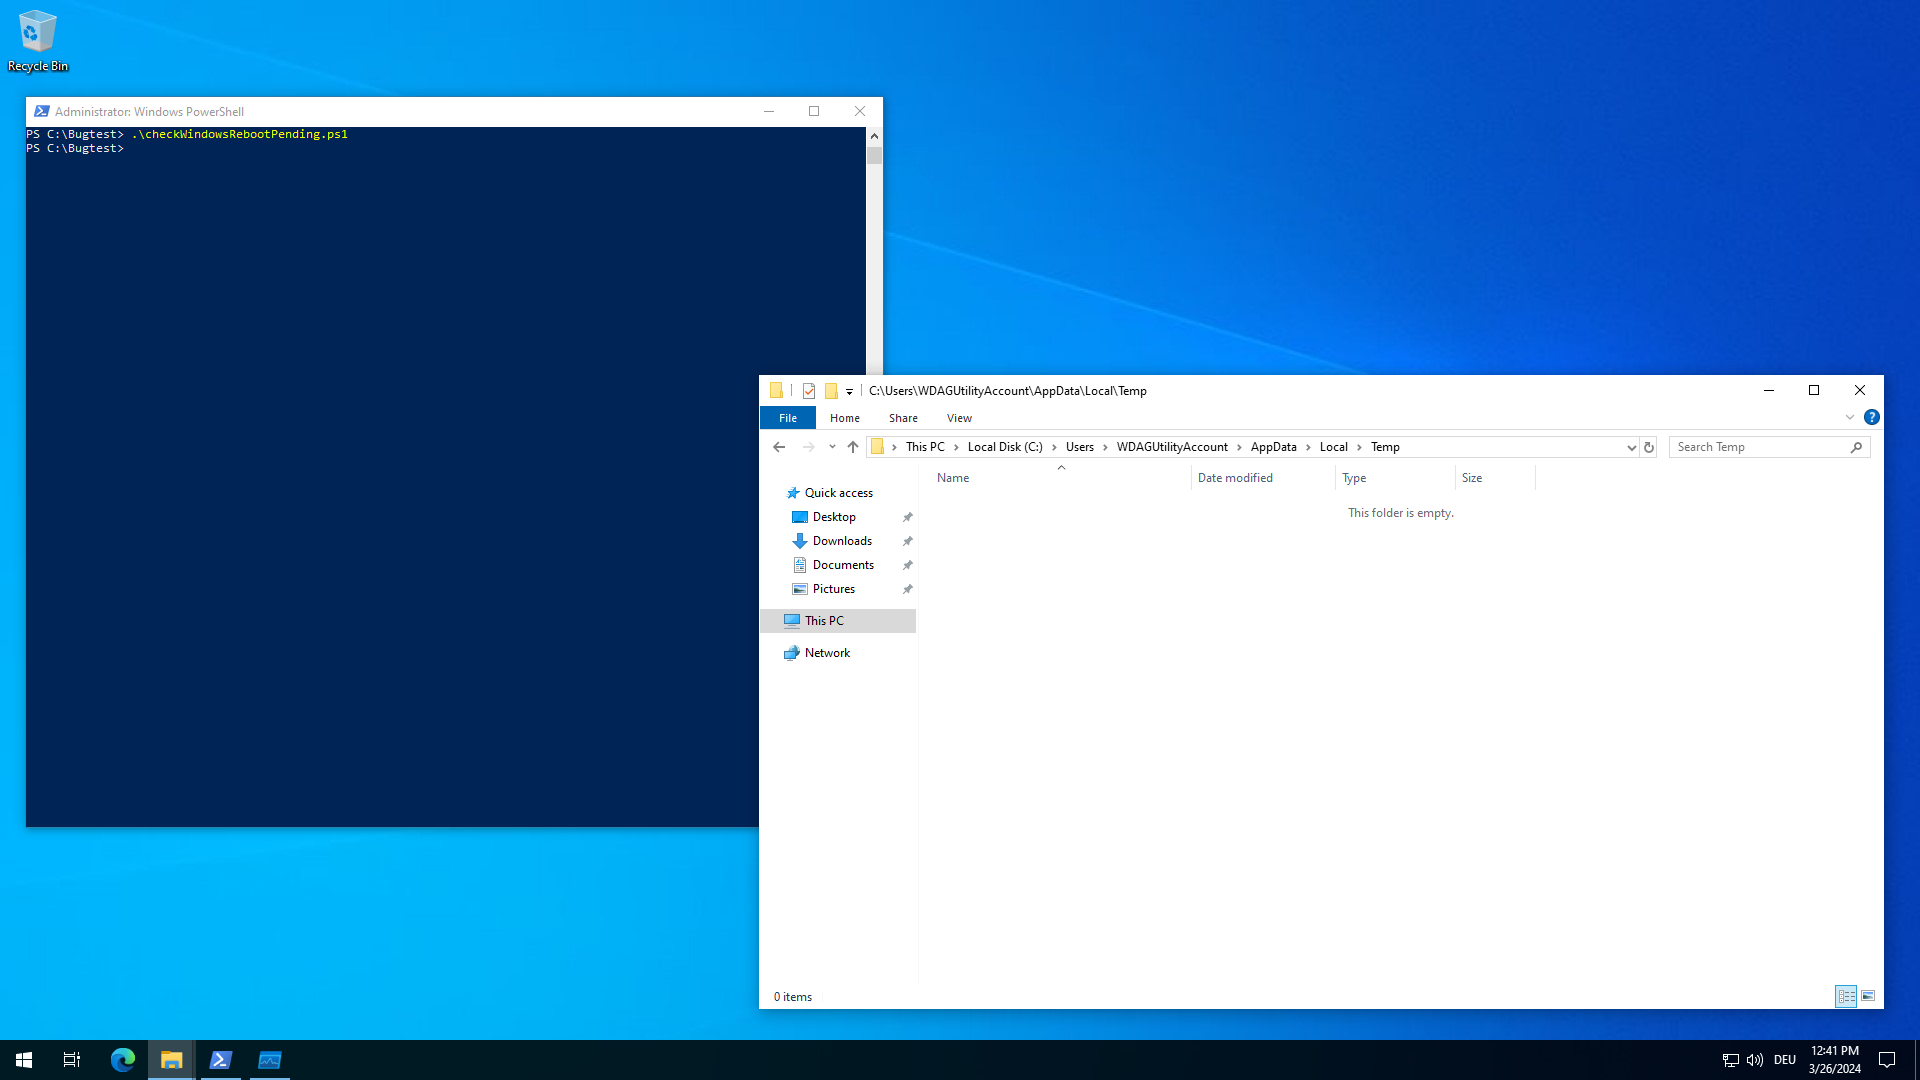 Recycle Bin
Administrator: Windows PowerShell
PS C:\Bugtest> .\checkWindowsRebootPending.ps1
PS C:\Bugtest>
C:\Users\WDAGUtilityAccount\AppData\Local\Temp
File Home Share View
This PC Local Disk (C:) Users WDAGUtilityAccount AppData Local Temp
Search Temp
Name Date modified Type Size
This folder is empty.
Quick access
Desktop
Downloads
Documents
Pictures
This PC
Network
0 items
DEU
12:41 PM
3/26/2024